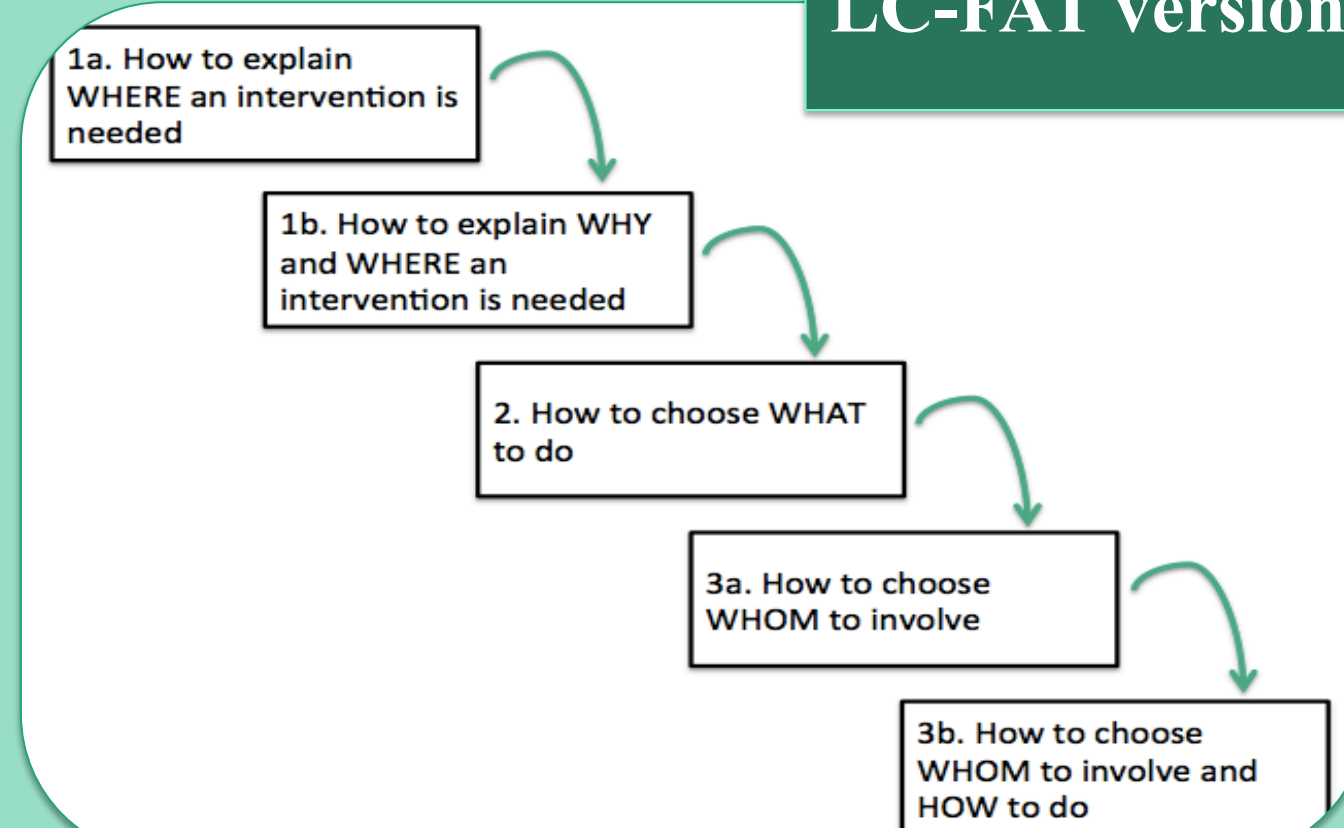 LC-FAT version
1a. How to explain
WHERE an intervention is
needed
1b. How to explain WHY
and WHERE an
intervention is needed
2. How to choose WHAT
to do
3a. How to choose
WHOM to involve
3b. How to choose
WHOM to involve and
HOW to do